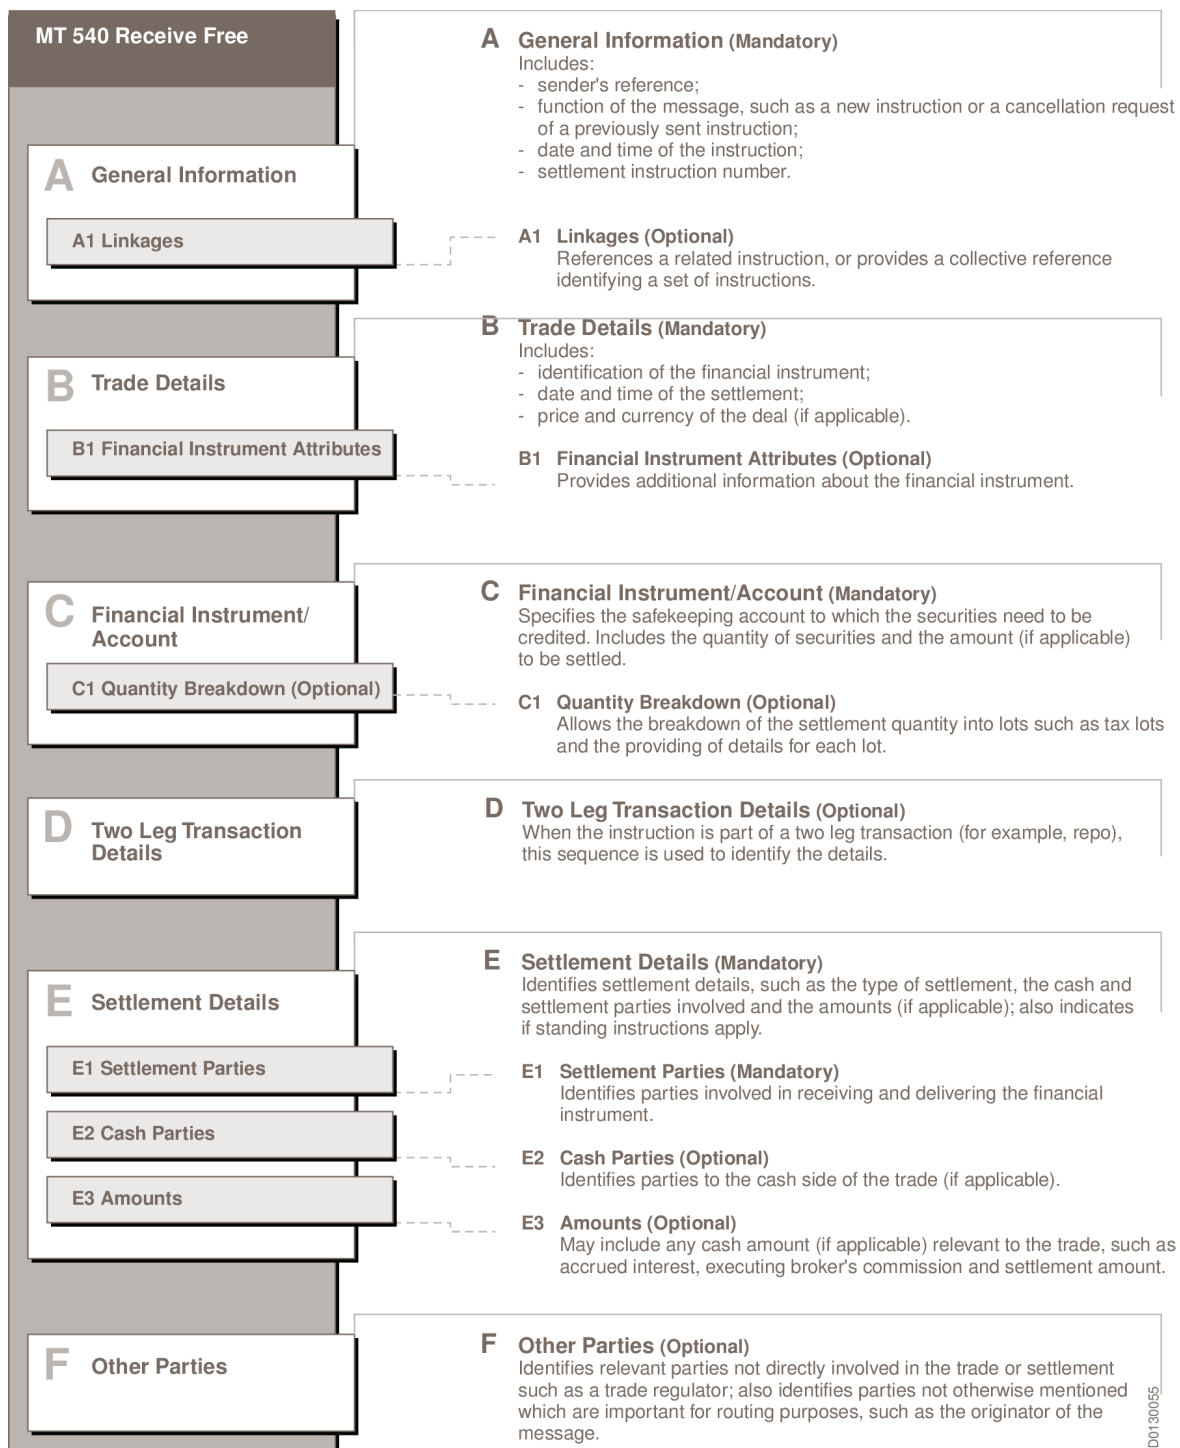 MT 540 Receive Free
A General Information (Mandatory)
Includes:
- sender's reference;
- function of the message, such as a new instruction or a cancellation request
of a previously sent instruction;
- date and time of the instruction;
- settlement instruction number.
A General Information
A1 Linkages
A1 Linkages (Optional)
References a related instruction, or provides a collective reference
identifying a set of instructions.
B Trade Details (Mandatory)
Includes:
- identification of the financial instrument;
- date and time of the settlement;
- price and currency of the deal (if applicable).
B Trade Details
B1 Financial Instrument Attributes
B1 Financial Instrument Attributes (Optional)
Provides additional information about the financial instrument.
C Financial Instrument/Account (Mandatory)
Specifies the safekeeping account to which the securities need to be
credited. Includes the quantity of securities and the amount (if applicable)
to be settled.
C Financial Instrument/
Account
C1 Quantity Breakdown (Optional)
C1 Quantity Breakdown (Optional)
Allows the breakdown of the settlement quantity into lots such as tax lots
and the providing of details for each lot.
D Two Leg Transaction
Details
D Two Leg Transaction Details (Optional)
When the instruction is part of a two leg transaction (for example, repo),
this sequence is used to identify the details.
E Settlement Details (Mandatory)
Identifies settlement details, such as the type of settlement, the cash and
settlement parties involved and the amounts (if applicable); also indicates
if standing instructions apply.
E Settlement Details
E1 Settlement Parties
E1 Settlement Parties (Mandatory)
Identifies parties involved in receiving and delivering the financial
instrument.
E2 Cash Parties
E2 Cash Parties (Optional)
Identifies parties to the cash side of the trade (if applicable).
E3 Amounts
E3 Amounts (Optional)
May include any cash amount (if applicable) relevant to the trade, such as
accrued interest, executing broker's commission and settlement amount.
F Other Parties
F Other Parties (Optional)
Identifies relevant parties not directly involved in the trade or settlement
such as a trade regulator; also identifies parties not otherwise mentioned
which are important for routing purposes, such as the originator of the
message.
D0130055